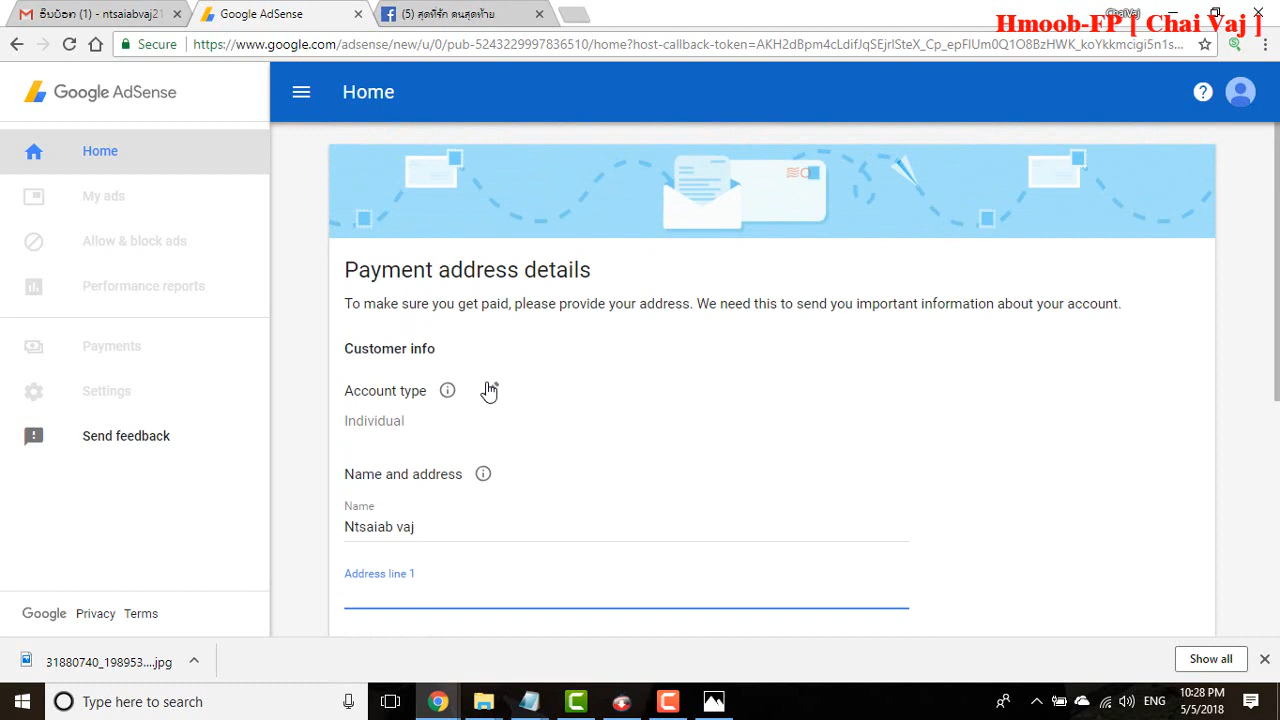 ອິບບ໋ອກ (1) - ntsaiabvaj21
Google AdSense
(5) สุดที่รัก คนสุดท้าย
ChaiVaj
Hmoob-FP [ Chai Vaj ]
Secure
https://www.google.com/adsense/new/u/0/pub-5243299997836510/home?host-callback-token=AKH2dBpm4cLdifJqSEjrlSteX_Cp_epFlUm0Q1O8BzHWK_koYkkmcigi5n1s...
Google AdSense
Home
Home
My ads
Allow & block ads
Performance reports
Payments
Settings
Send feedback
Payment address details
To make sure you get paid, please provide your address. We need this to send you important information about your account.
Customer info
Account type
Individual
Name and address
Name
Ntsaiab vaj
Address line 1
Google Privacy Terms
31880740_198953....jpg
Show all
Type here to search
ENG
10:28 PM
5/5/2018